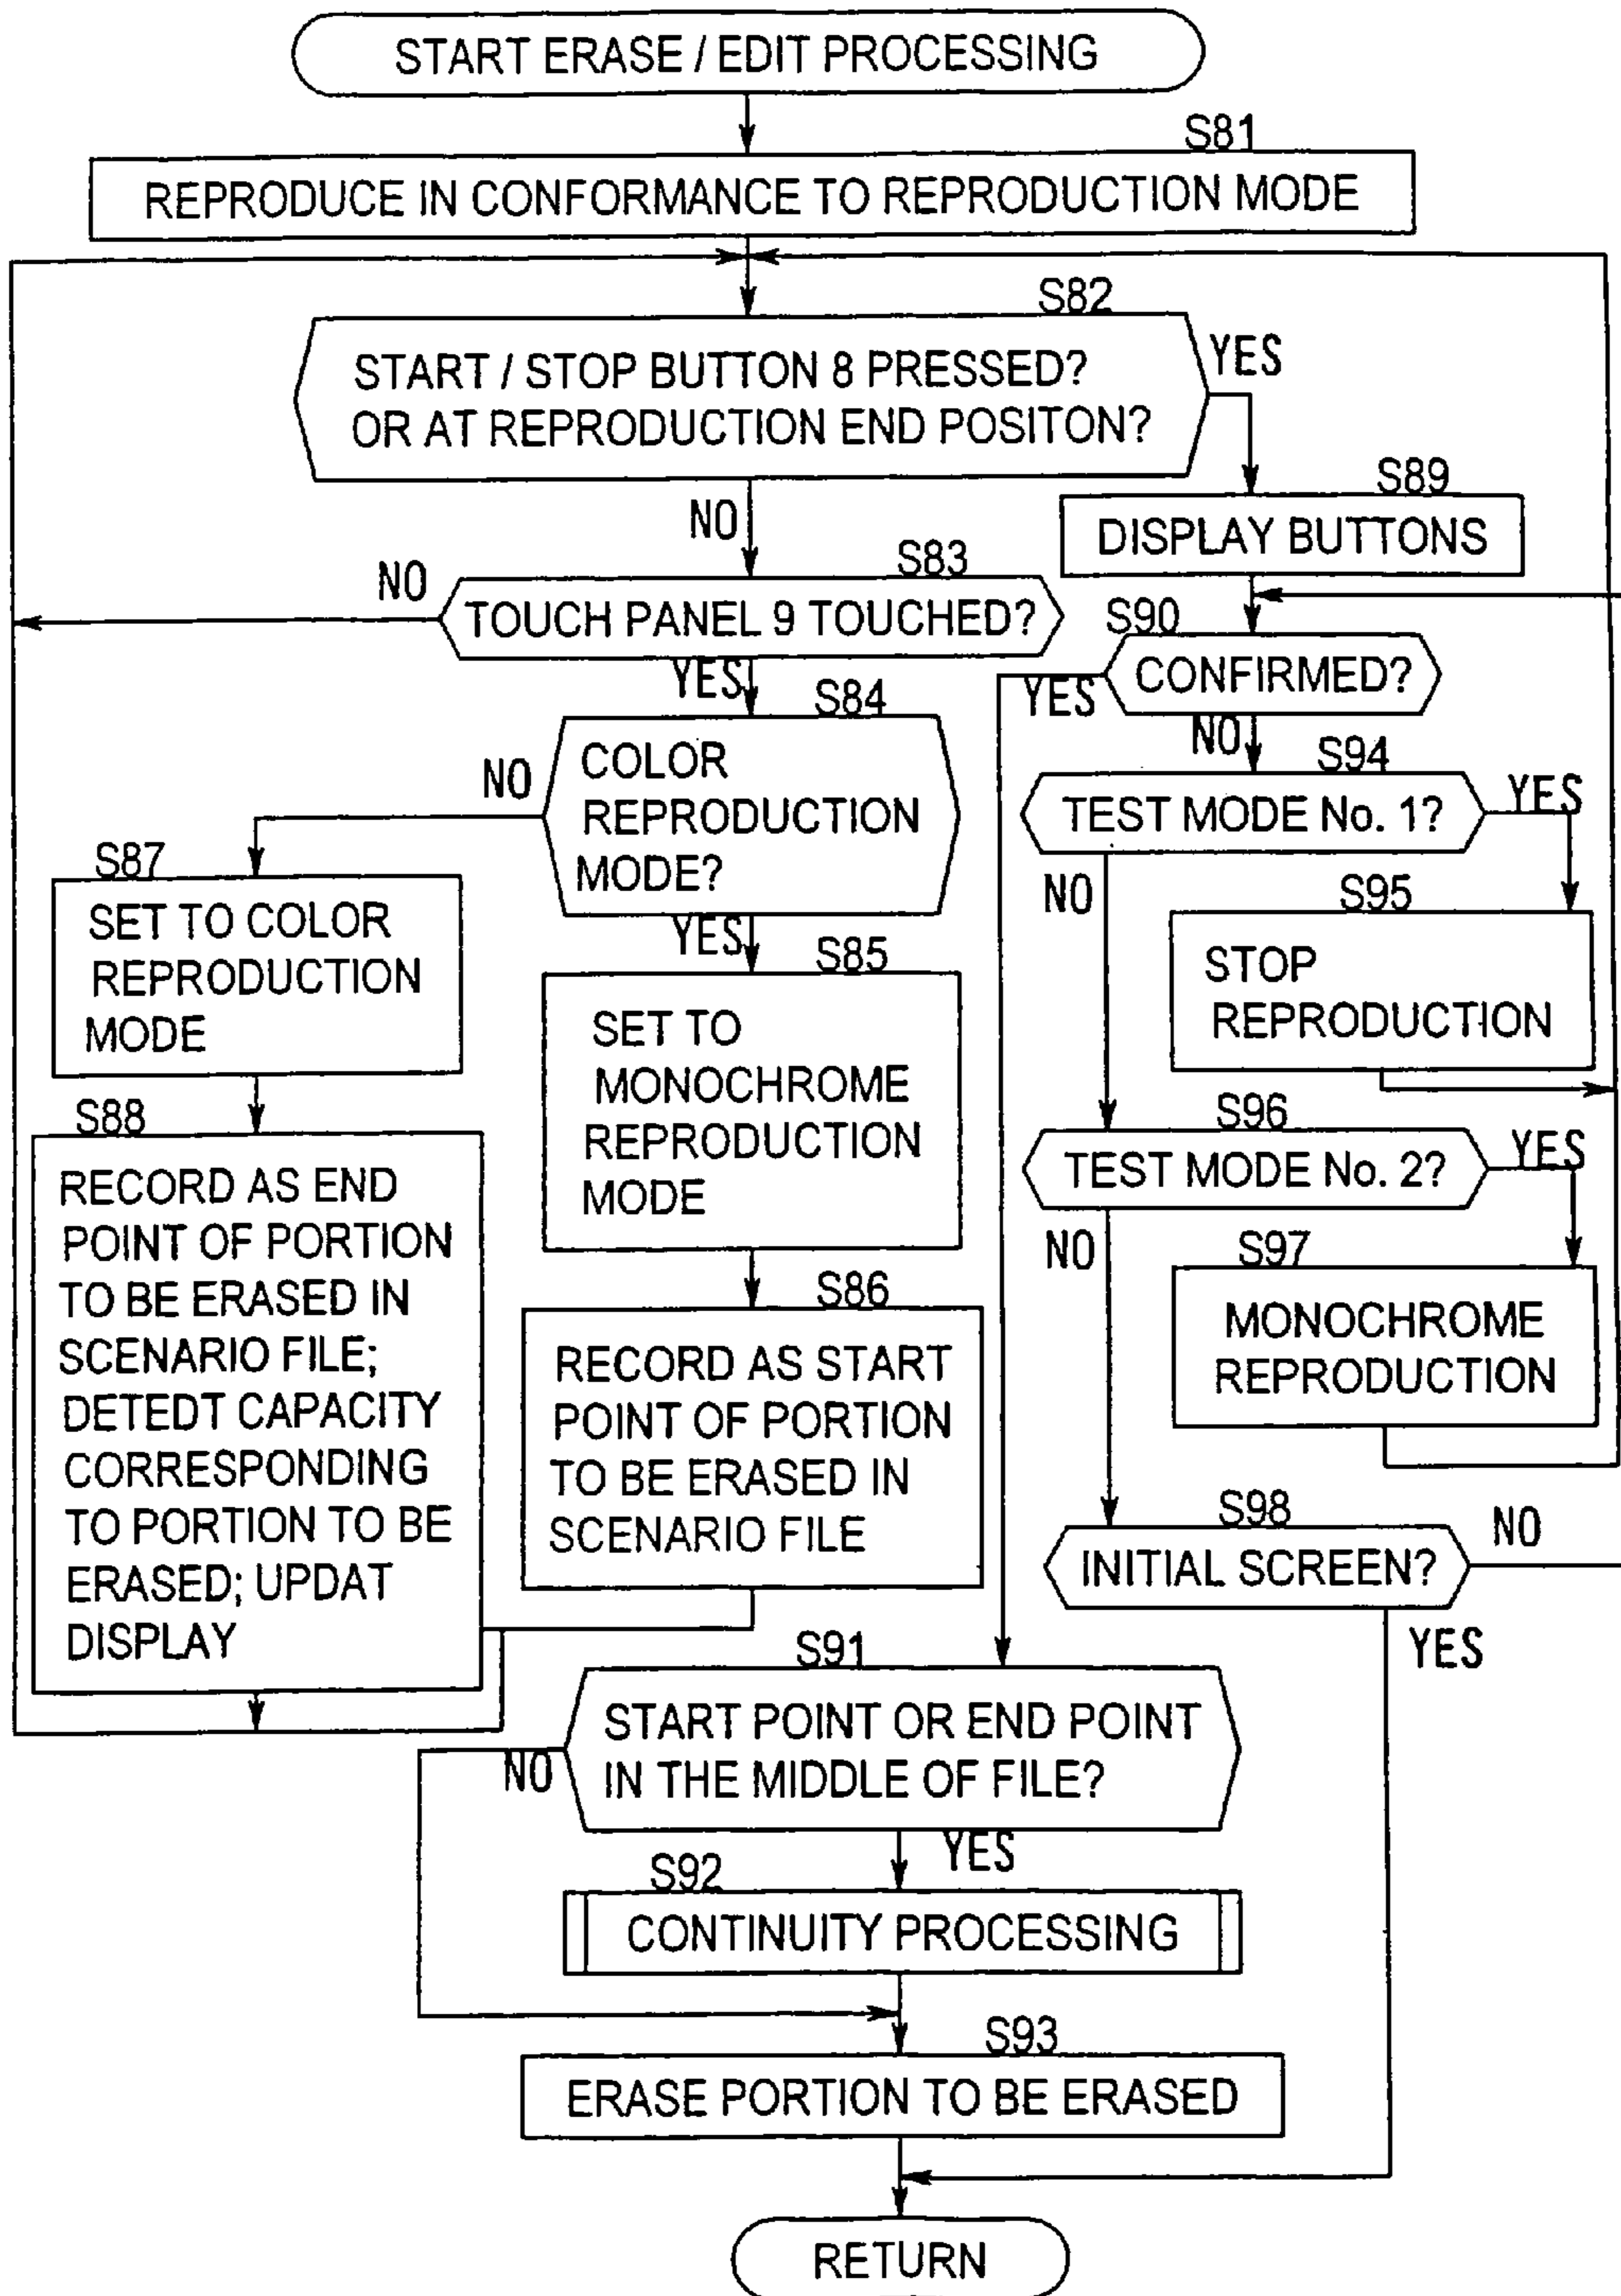 START ERASE / EDIT PROCESSING
S81
REPRODUCE IN CONFORMANCE TO REPRODUCTION MODE
S82
START / STOP BUTTON 8 PRESSED?
OR AT REPRODUCTION END POSITON?
YES
NO
S89
DISPLAY BUTTONS
S83
NO
TOUCH PANEL 9 TOUCHED?
YES
S90
CONFIRMED?
YES
NO
S84
COLOR
REPRODUCTION
MODE?
NO
YES
S94
TEST MODE No. 1?
YES
NO
S87
SET TO COLOR
REPRODUCTION
MODE
S85
SET TO
MONOCHROME
REPRODUCTION
MODE
S95
STOP
REPRODUCTION
S88
RECORD AS END
POINT OF PORTION
TO BE ERASED IN
SCENARIO FILE;
DETEDT CAPACITY
CORRESPONDING
TO PORTION TO BE
ERASED; UPDAT
DISPLAY
S96
TEST MODE No. 2?
YES
NO
S86
RECORD AS START
POINT OF PORTION
TO BE ERASED IN
SCENARIO FILE
S97
MONOCHROME
REPRODUCTION
S98
INITIAL SCREEN?
NO
YES
S91
START POINT OR END POINT
IN THE MIDDLE OF FILE?
NO
YES
S92
CONTINUITY PROCESSING
S93
ERASE PORTION TO BE ERASED
RETURN